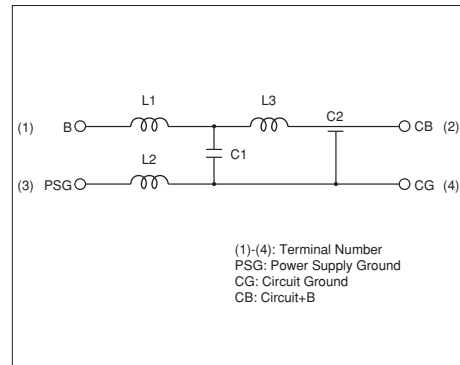 L1
L3
C2
(1)
B
CB
(2)
L2
C1
(3)
PSG
CG
(4)
(1)-(4): Terminal Number
PSG: Power Supply Ground
CG: Circuit Ground
CB: Circuit+B